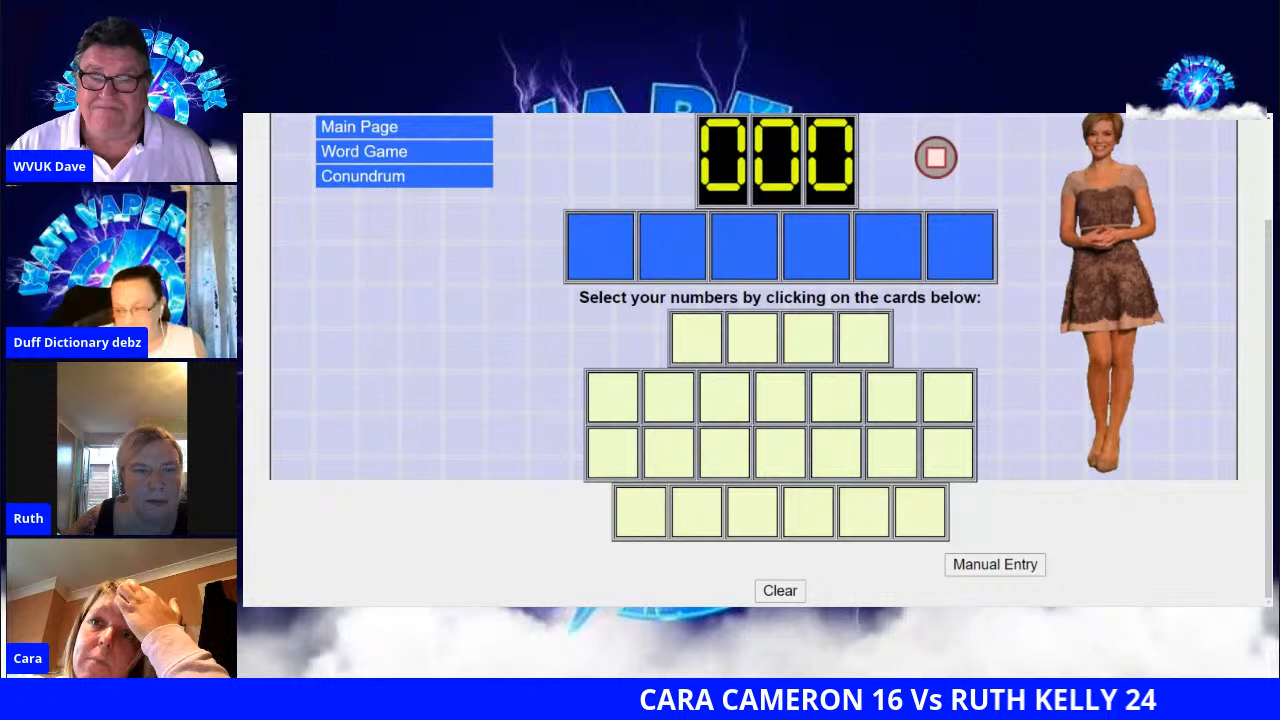 WVUK Dave
Duff Dictionary debz
Ruth
Cara
Main Page
Word Game
Conundrum
000
Select your numbers by clicking on the cards below:
Manual Entry
Clear
CARA CAMERON 16 Vs RUTH KELLY 24